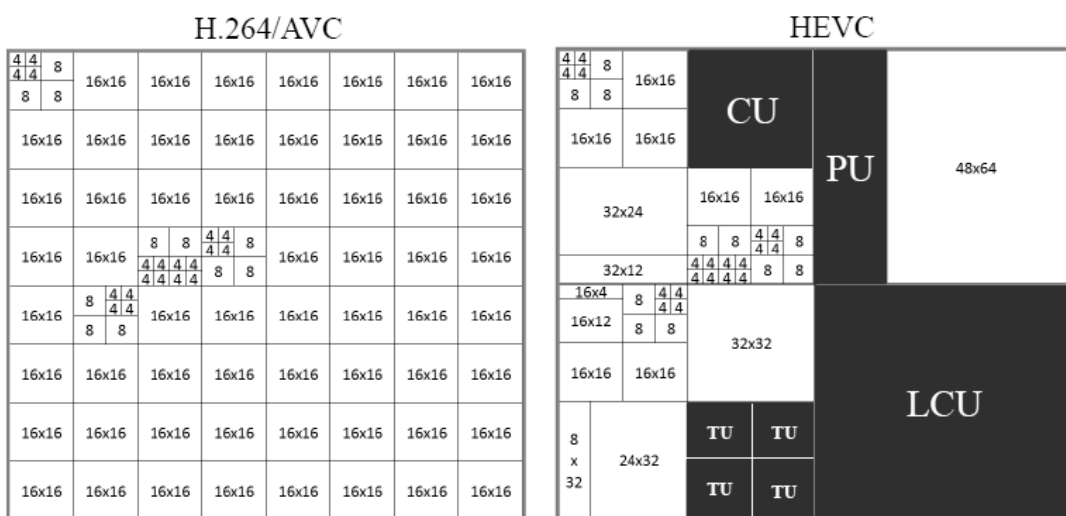 H.264/AVC
4 4 8 16x16 16x16 16x16 16x16 16x16 16x16 16x16
4 4
8 8
16x16 16x16 16x16 16x16 16x16 16x16 16x16 16x16
16x16 16x16 16x16 16x16 16x16 16x16 16x16 16x16
16x16 16x16 8 8 4 4 8 16x16 16x16 16x16 16x16
4 4
4 4 4 4 8 8
4 4 4 4
16x16 8 4 4 16x16 16x16 16x16 16x16 16x16 16x16
4 4
8 8
16x16 16x16 16x16 16x16 16x16 16x16 16x16 16x16
16x16 16x16 16x16 16x16 16x16 16x16 16x16 16x16
16x16 16x16 16x16 16x16 16x16 16x16 16x16 16x16
HEVC
4 4 8 16x16
4 4
8 8
CU
PU
48x64
16x16 16x16
32x24
16x16 16x16
8 8 4 4 8
4 4
4 4 4 4 8 8
4 4 4 4
32x12
16x4
8 4 4
4 4
16x12
8 8
32x32
16x16 16x16
LCU
8
x
32
24x32
TU TU
TU TU